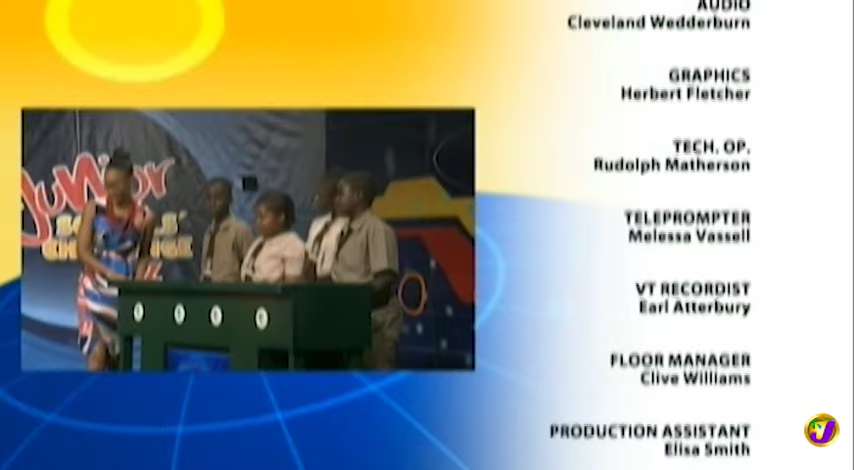 AUDIO
Cleveland Wedderburn
GRAPHICS
Herbert Fletcher
TECH. OP.
Rudolph Matherson
TELEPROMPTER
Melessa Vassell
VT RECORDIST
Earl Atterbury
FLOOR MANAGER
Clive Williams
PRODUCTION ASSISTANT
Elisa Smith
Junior